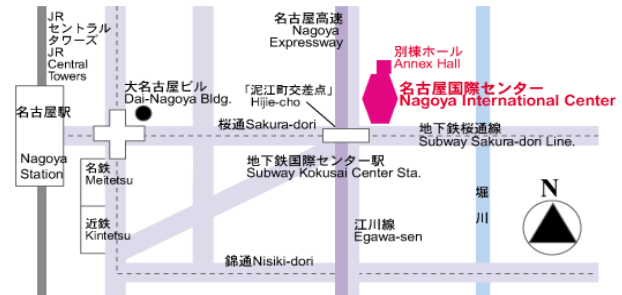 JR
セントラル
タワーズ
JR
Central
Towers
名古屋高速
Nagoya
Expressway
別棟ホール
Annex Hall
名古屋国際センター
Nagoya International Center
大名古屋ビル
Dai-Nagoya Bldg.
「泥江町交差点」
Hijie-cho
名古屋駅
Nagoya
Station
桜通Sakura-dori
地下鉄桜通線
Subway Sakura-dori Line.
名鉄
Meitetsu
地下鉄国際センター駅
Subway Kokusai Center Sta.
堀
川
N
近鉄
Kintetsu
江川線
Egawa-sen
錦通Nisiki-dori